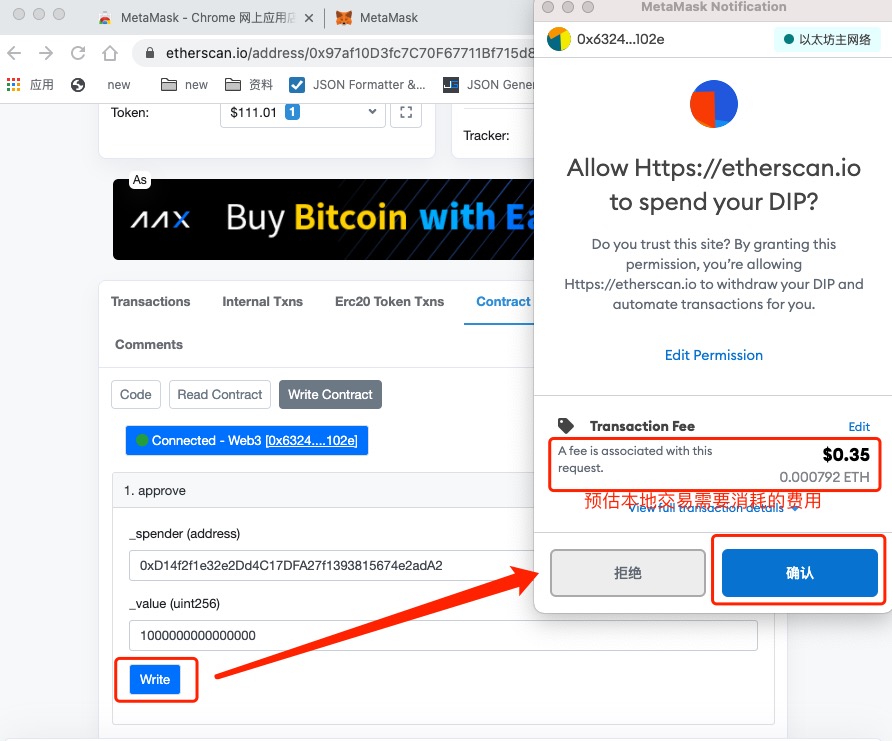 MetaMask - Chrome 网上应用店
MetaMask
etherscan.io/address/0x97af10D3fc7C70F67711Bf715d8
应用
new
new
资料
JSON Formatter &...
JSON Gener
Token:
$111.01 1
Tracker:
As
AAX
Buy Bitcoin with Ea
Transactions
Internal Txns
Erc20 Token Txns
Contract
Comments
Code
Read Contract
Write Contract
Connected - Web3 [0x6324....102e]
1. approve
_spender (address)
0xD14f2f1e32e2Dd4C17DFA27f1393815674e2adA2
_value (uint256)
1000000000000000
Write
MetaMask Notification
0x6324...102e
以太坊主网络
Allow Https://etherscan.io
to spend your DIP?
Do you trust this site? By granting this
permission, you’re allowing
Https://etherscan.io to withdraw your DIP and
automate transactions for you.
Edit Permission
Transaction Fee
Edit
A fee is associated with this
request.
$0.35
0.000792 ETH
预估本地交易需要消耗的费用
View full transaction details
拒绝
确认